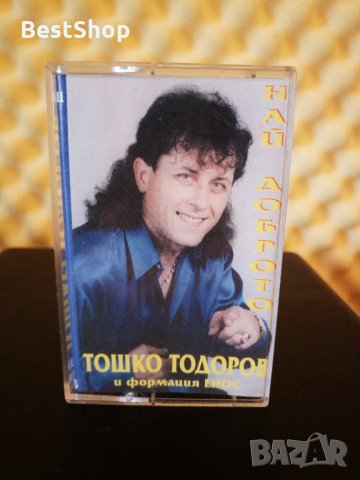 BestShop
НАЙ ДОБРОТО
ТОШКО ТОДОРОВ
и формация ЕНОС
BAZAR